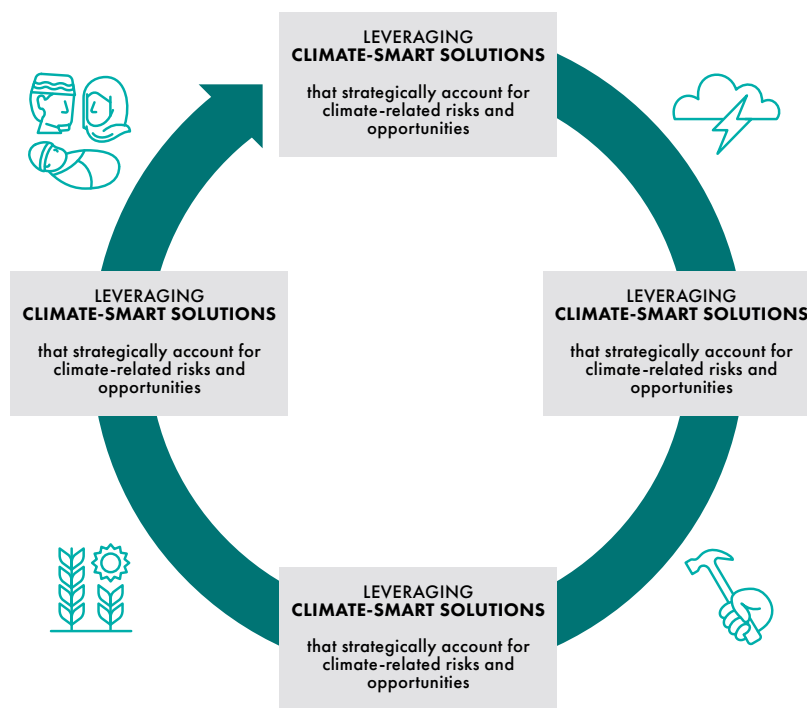 LEVERAGING
CLIMATE-SMART SOLUTIONS
that strategically account for
climate-related risks and
opportunities
LEVERAGING
CLIMATE-SMART SOLUTIONS
that strategically account for
climate-related risks and
opportunities
LEVERAGING
CLIMATE-SMART SOLUTIONS
that strategically account for
climate-related risks and
opportunities
LEVERAGING
CLIMATE-SMART SOLUTIONS
that strategically account for
climate-related risks and
opportunities